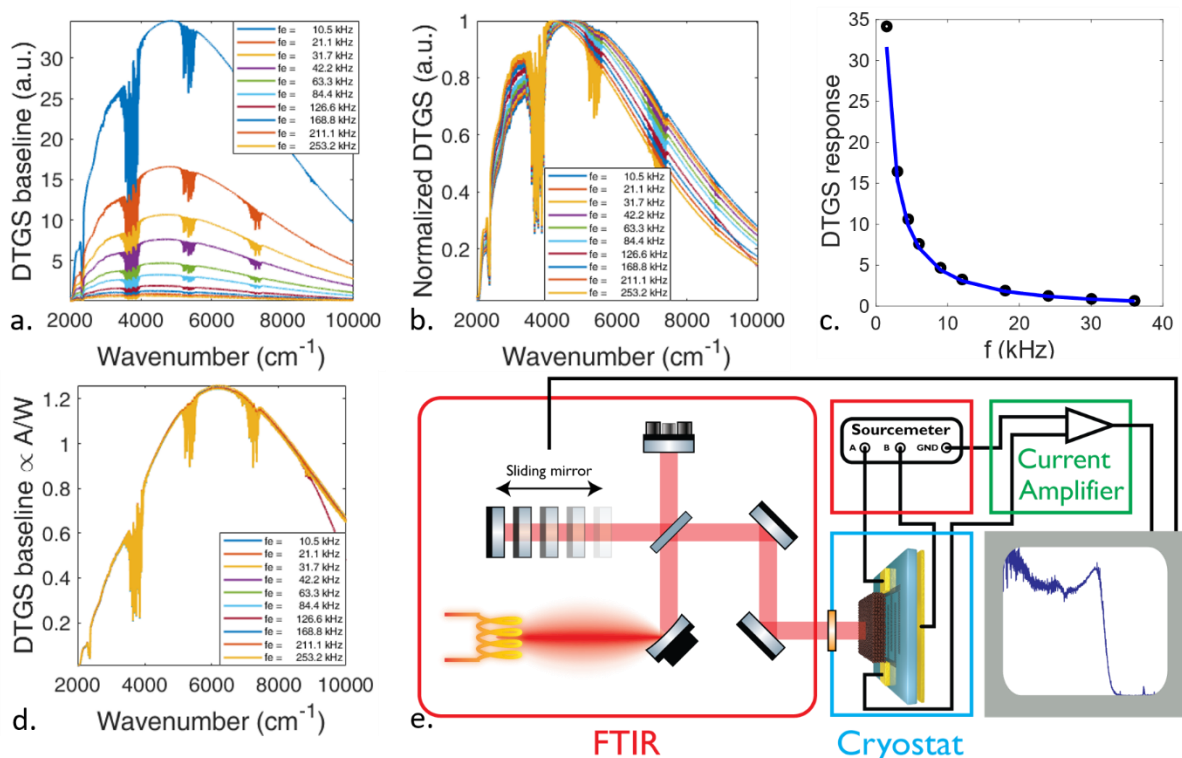 DTGS baseline (a.u.)
30
25
20
15
10
5
2000 4000 6000 8000 10000
Wavenumber (cm⁻¹)
fe = 10.5 kHz
fe = 21.1 kHz
fe = 31.7 kHz
fe = 42.2 kHz
fe = 63.3 kHz
fe = 84.4 kHz
fe = 126.6 kHz
fe = 168.8 kHz
fe = 211.1 kHz
fe = 253.2 kHz
a.
Normalized DTGS (a.u.)
1
0.8
0.6
0.4
0.2
2000 4000 6000 8000 10000
Wavenumber (cm⁻¹)
fe = 10.5 kHz
fe = 21.1 kHz
fe = 31.7 kHz
fe = 42.2 kHz
fe = 63.3 kHz
fe = 84.4 kHz
fe = 126.6 kHz
fe = 168.8 kHz
fe = 211.1 kHz
fe = 253.2 kHz
b.
c.
DTGS response
35
30
25
20
15
10
5
0
0 10 20 30 40
f (kHz)
DTGS baseline ∝ A/W
1.2
1
0.8
0.6
0.4
0.2
2000 4000 6000 8000 10000
Wavenumber (cm⁻¹)
fe = 10.5 kHz
fe = 21.1 kHz
fe = 31.7 kHz
fe = 42.2 kHz
fe = 63.3 kHz
fe = 84.4 kHz
fe = 126.6 kHz
fe = 168.8 kHz
fe = 211.1 kHz
fe = 253.2 kHz
d.
Sliding mirror
Sourcemeter
A B GND
Current
Amplifier
e.
FTIR
Cryostat